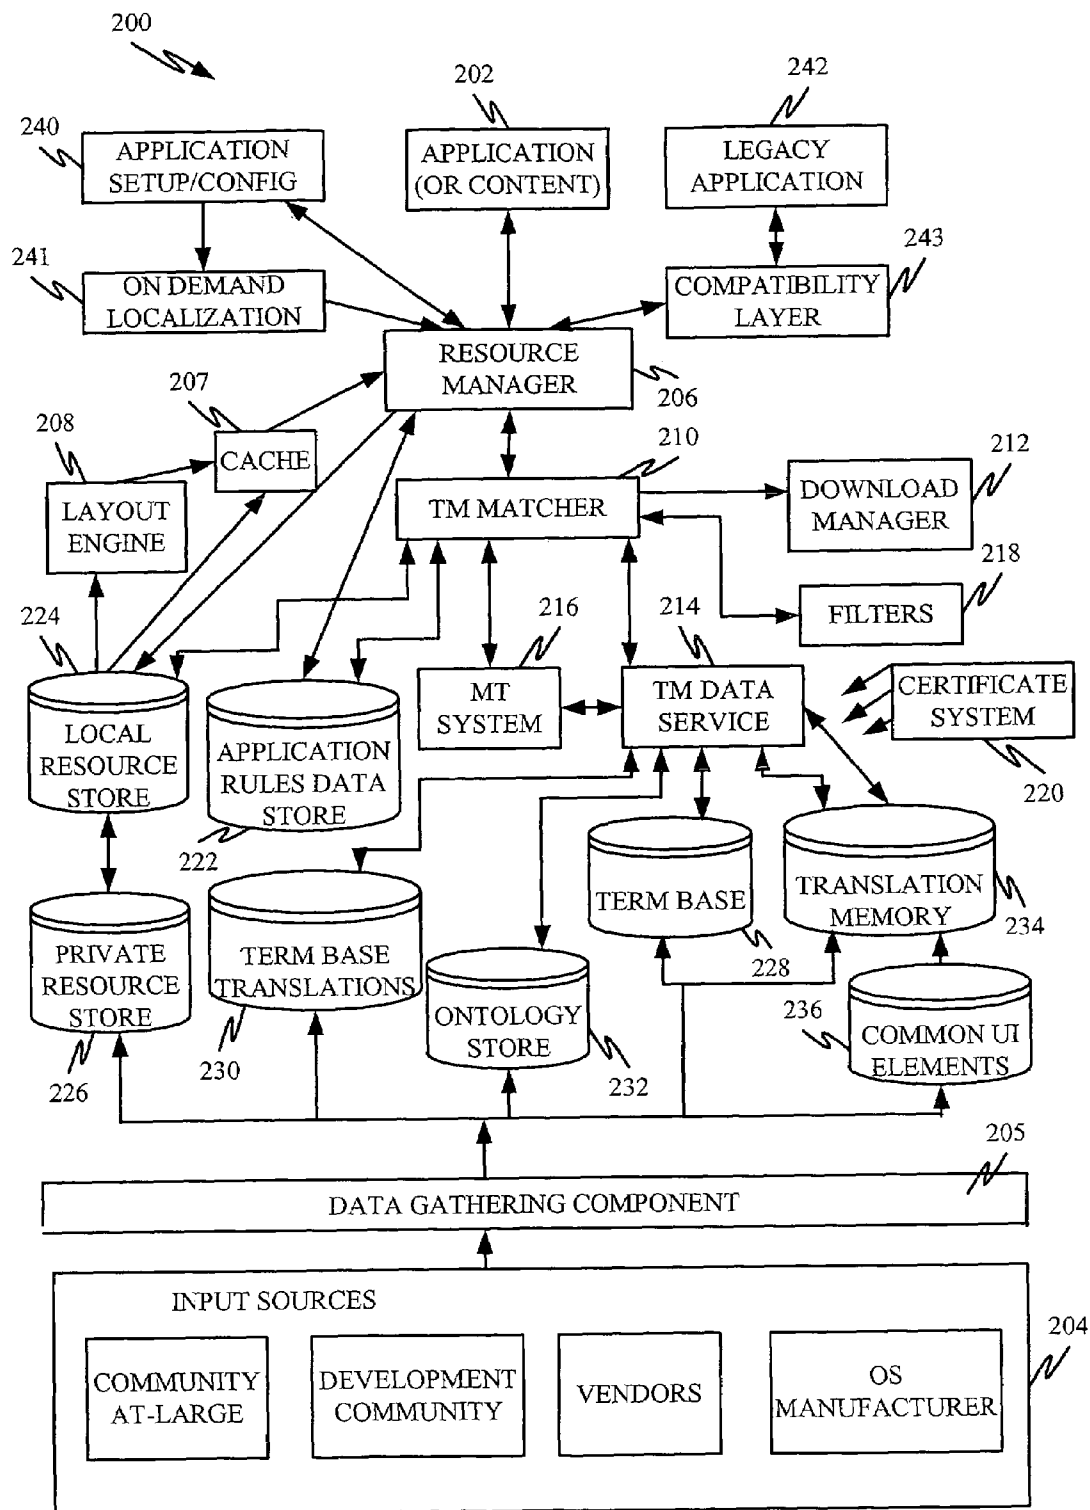 200
202
242
240
APPLICATION
SETUP/CONFIG
APPLICATION
(OR CONTENT)
LEGACY
APPLICATION
241
243
ON DEMAND
LOCALIZATION
COMPATIBILITY
LAYER
RESOURCE
MANAGER
207
206
208
CACHE
210
212
LAYOUT
ENGINE
TM MATCHER
DOWNLOAD
MANAGER
218
224
216
214
FILTERS
MT
SYSTEM
TM DATA
SERVICE
CERTIFICATE
SYSTEM
LOCAL
RESOURCE
STORE
APPLICATION
RULES DATA
STORE
220
222
TERM BASE
TRANSLATION
MEMORY
234
PRIVATE
RESOURCE
STORE
TERM BASE
TRANSLATIONS
228
ONTOLOGY
STORE
236
COMMON UI
ELEMENTS
226
230
232
205
DATA GATHERING COMPONENT
INPUT SOURCES
204
COMMUNITY
AT-LARGE
DEVELOPMENT
COMMUNITY
VENDORS
OS
MANUFACTURER